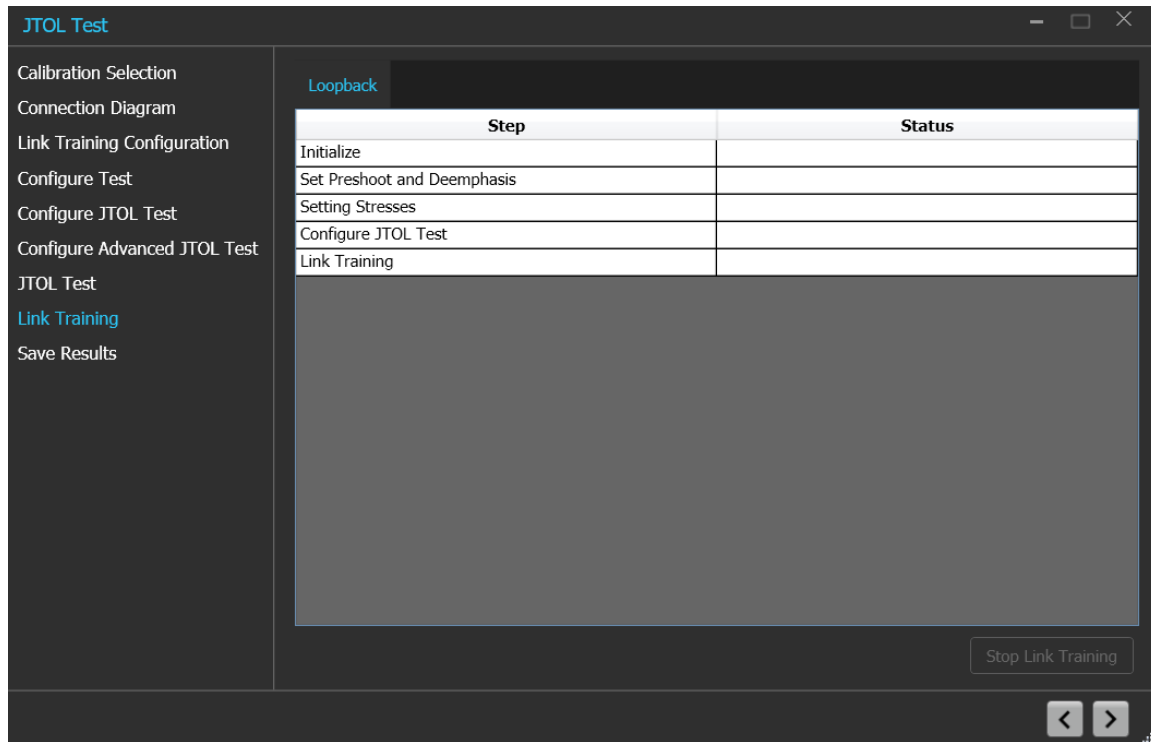 JTOL Test
Calibration Selection
Connection Diagram
Link Training Configuration
Configure Test
Configure JTOL Test
Configure Advanced JTOL Test
JTOL Test
Link Training
Save Results
Loopback
Step Status
Initialize
Set Preshoot and Deemphasis
Setting Stresses
Configure JTOL Test
Link Training
Stop Link Training